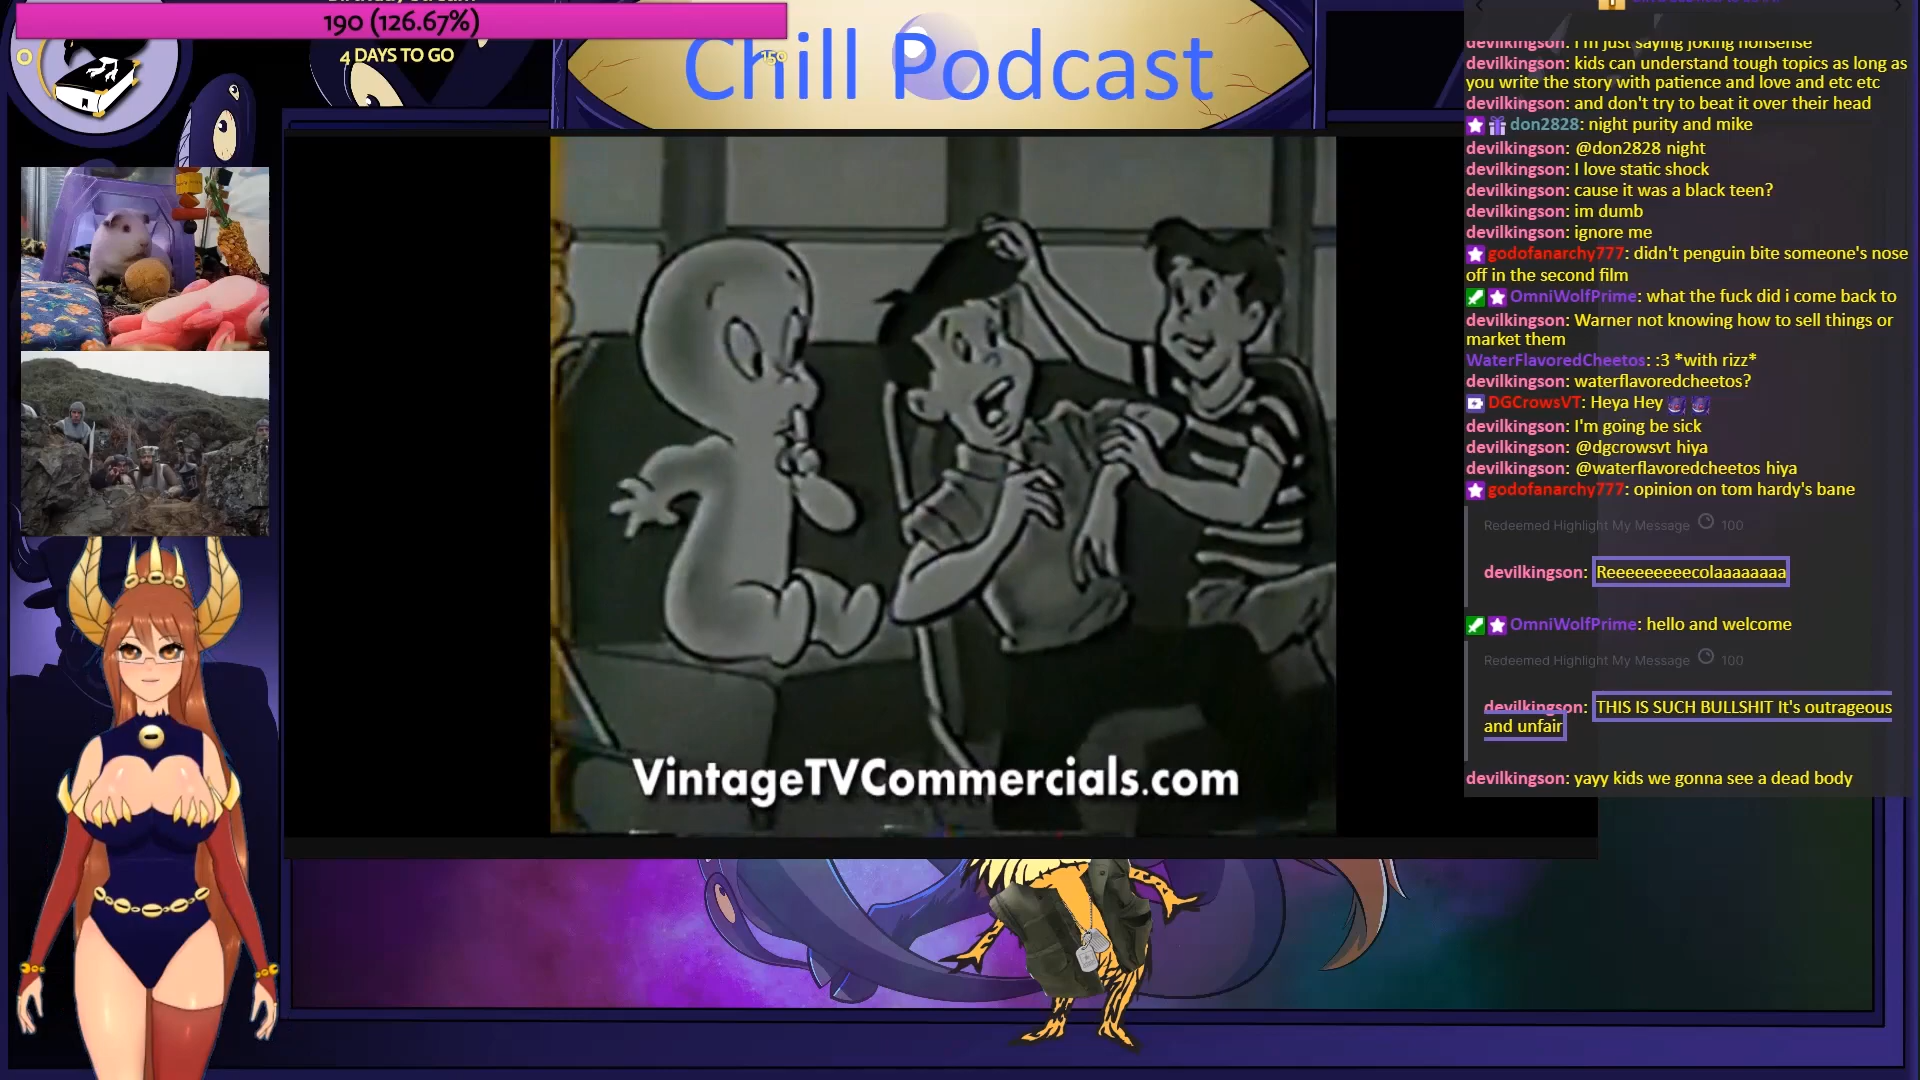 190 (126.67%)
4 DAYS TO GO
150
Chill Podcast
VintageTVCommercials.com
devilkingson: I'm just saying joking nonsense
devilkingson: kids can understand tough topics as long as
you write the story with patience and love and etc etc
devilkingson: and don't try to beat it over their head
don2828: night purity and mike
devilkingson: @don2828 night
devilkingson: I love static shock
devilkingson: cause it was a black teen?
devilkingson: im dumb
devilkingson: ignore me
godofanarchy777: didn't penguin bite someone's nose
off in the second film
OmniWolfPrime: what the fuck did i come back to
devilkingson: Warner not knowing how to sell things or
market them
WaterFlavoredCheetos: :3 *with rizz*
devilkingson: waterflavoredcheetos?
DGCrowsVT: Heya Hey
devilkingson: I'm going be sick
devilkingson: @dgcrowsvt hiya
devilkingson: @waterflavoredcheetos hiya
godofanarchy777: opinion on tom hardy's bane
Redeemed Highlight My Message 100
devilkingson: Reeeeeeeeecolaaaaaaaa
OmniWolfPrime: hello and welcome
Redeemed Highlight My Message 100
devilkingson: THIS IS SUCH BULLSHIT It's outrageous
and unfair
devilkingson: yayy kids we gonna see a dead body